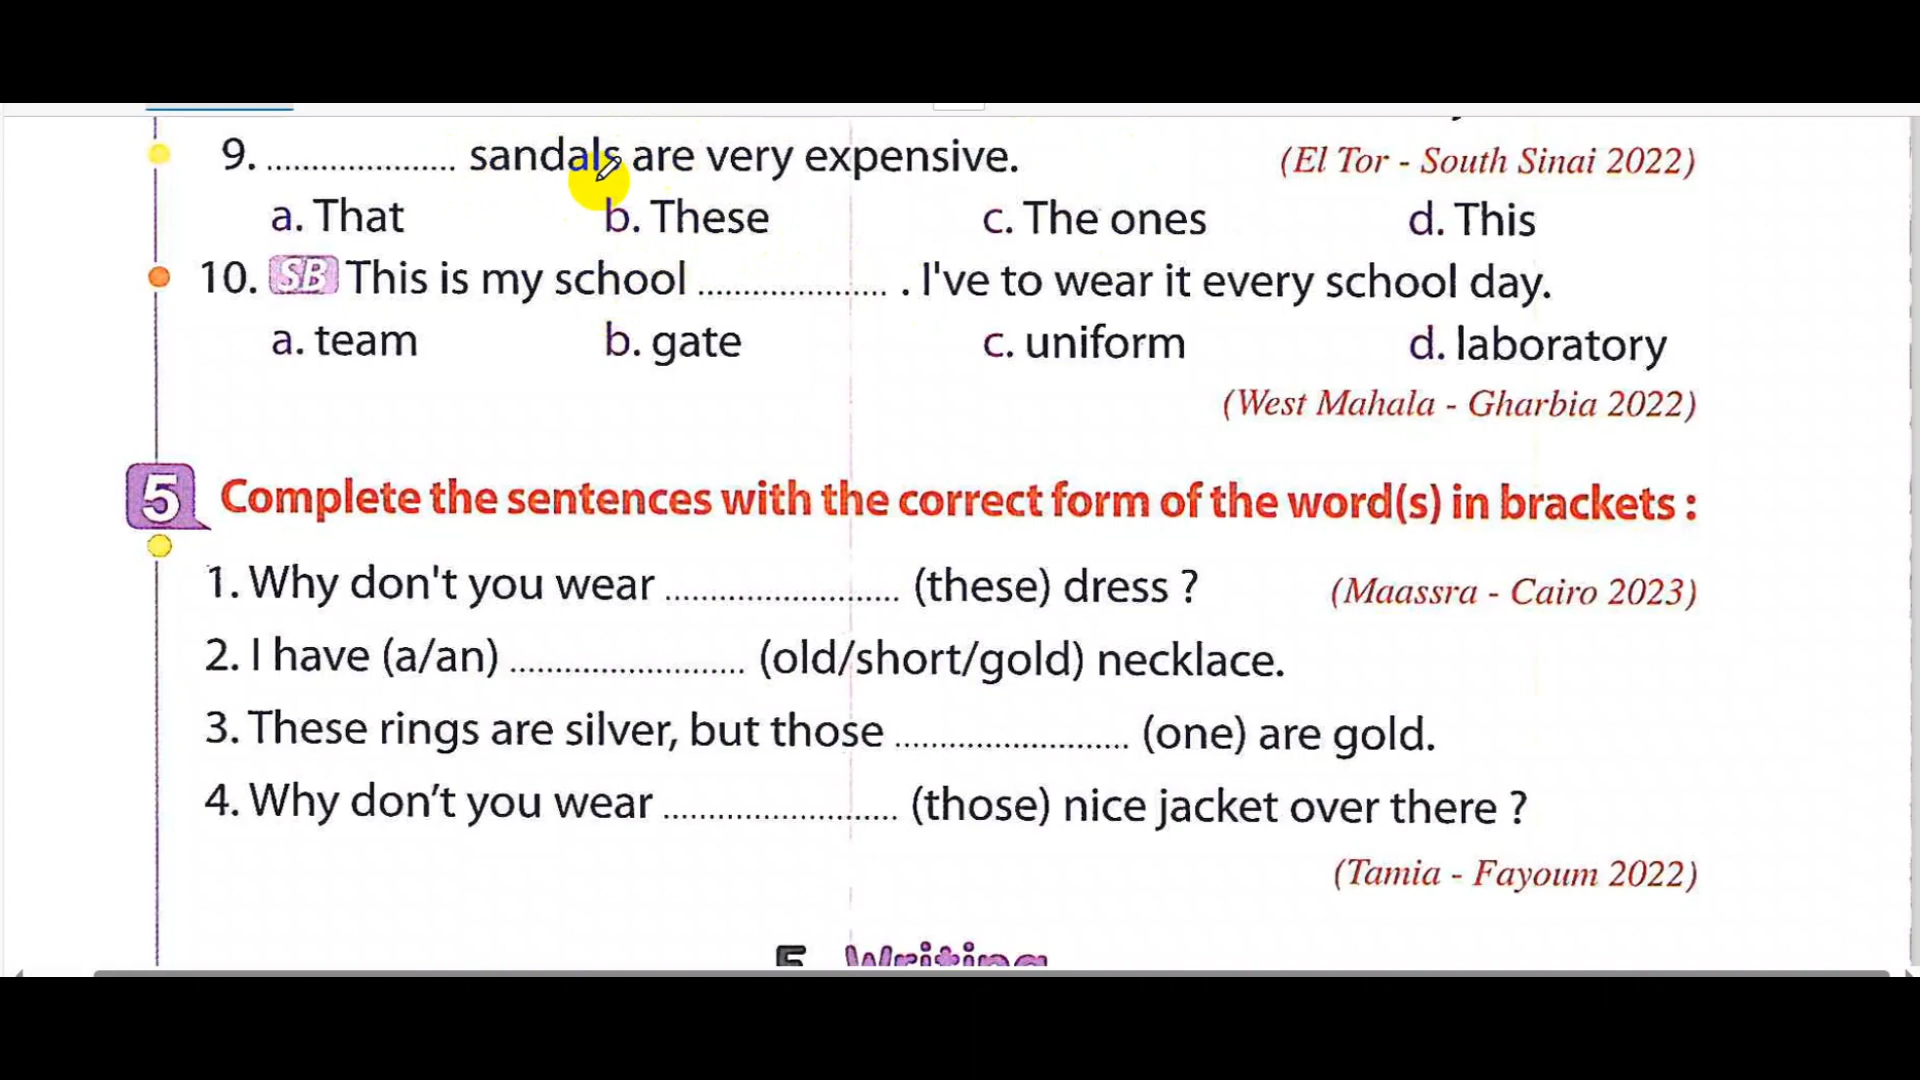 9. .................... sandals are very expensive. (El Tor - South Sinai 2022)
a. That b. These c. The ones d. This
10. SB This is my school .................... . I've to wear it every school day.
a. team b. gate c. uniform d. laboratory
(West Mahala - Gharbia 2022)
5 Complete the sentences with the correct form of the word(s) in brackets :
1. Why don't you wear ......................... (these) dress ? (Maassra - Cairo 2023)
2. I have (a/an) ......................... (old/short/gold) necklace.
3. These rings are silver, but those ......................... (one) are gold.
4. Why don’t you wear ......................... (those) nice jacket over there ?
(Tamia - Fayoum 2022)
Writing